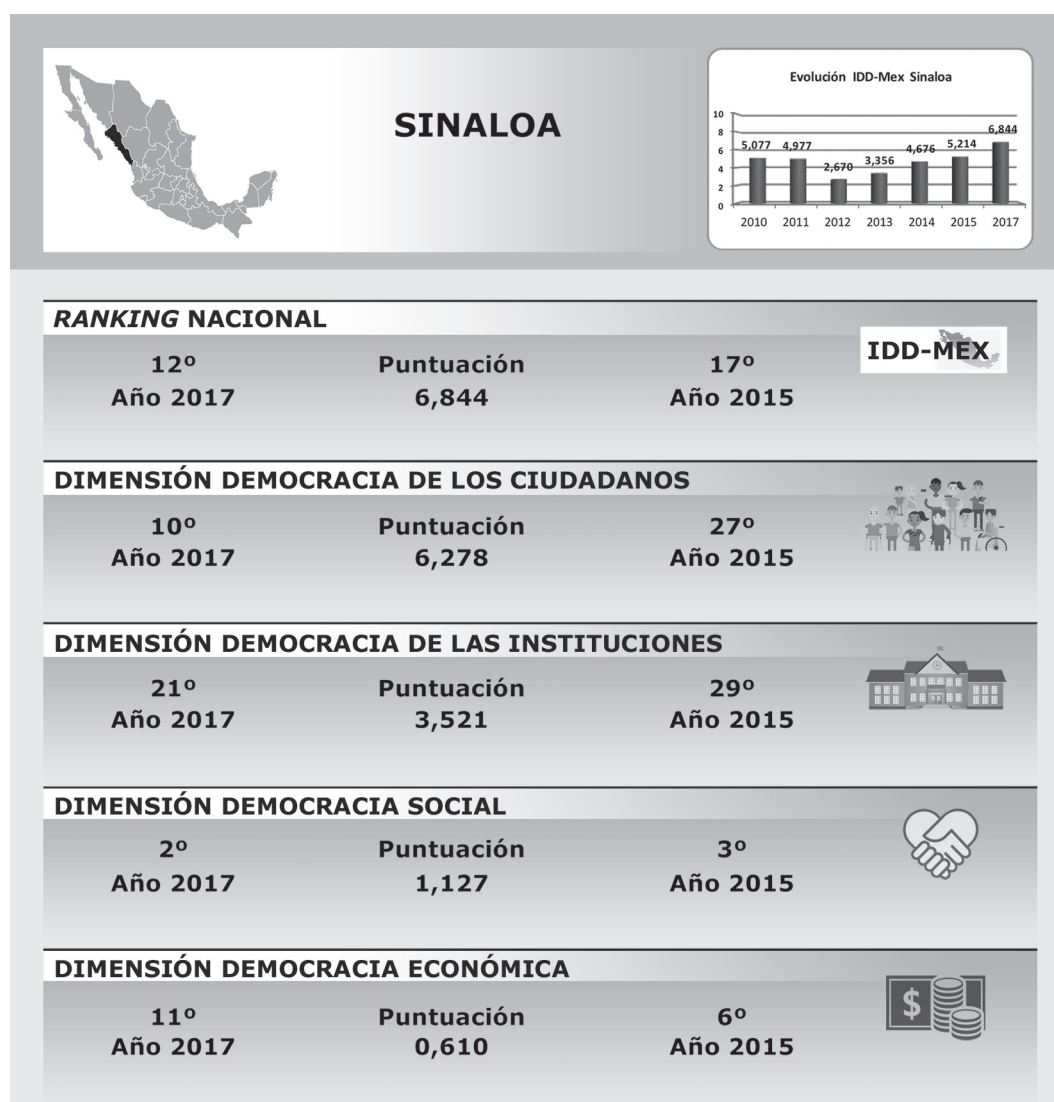 SINALOA
Evolución IDD-Mex Sinaloa
10
8
6
4
2
0
5,077 4,977 2,670 3,356 4,676 5,214 6,844
2010 2011 2012 2013 2014 2015 2017
RANKING NACIONAL
IDD-MEX
12º Puntuación 17º
Año 2017 6,844 Año 2015
DIMENSIÓN DEMOCRACIA DE LOS CIUDADANOS
10º Puntuación 27º
Año 2017 6,278 Año 2015
DIMENSIÓN DEMOCRACIA DE LAS INSTITUCIONES
21º Puntuación 29º
Año 2017 3,521 Año 2015
DIMENSIÓN DEMOCRACIA SOCIAL
2º Puntuación 3º
Año 2017 1,127 Año 2015
DIMENSIÓN DEMOCRACIA ECONÓMICA
$
11º Puntuación 6º
Año 2017 0,610 Año 2015